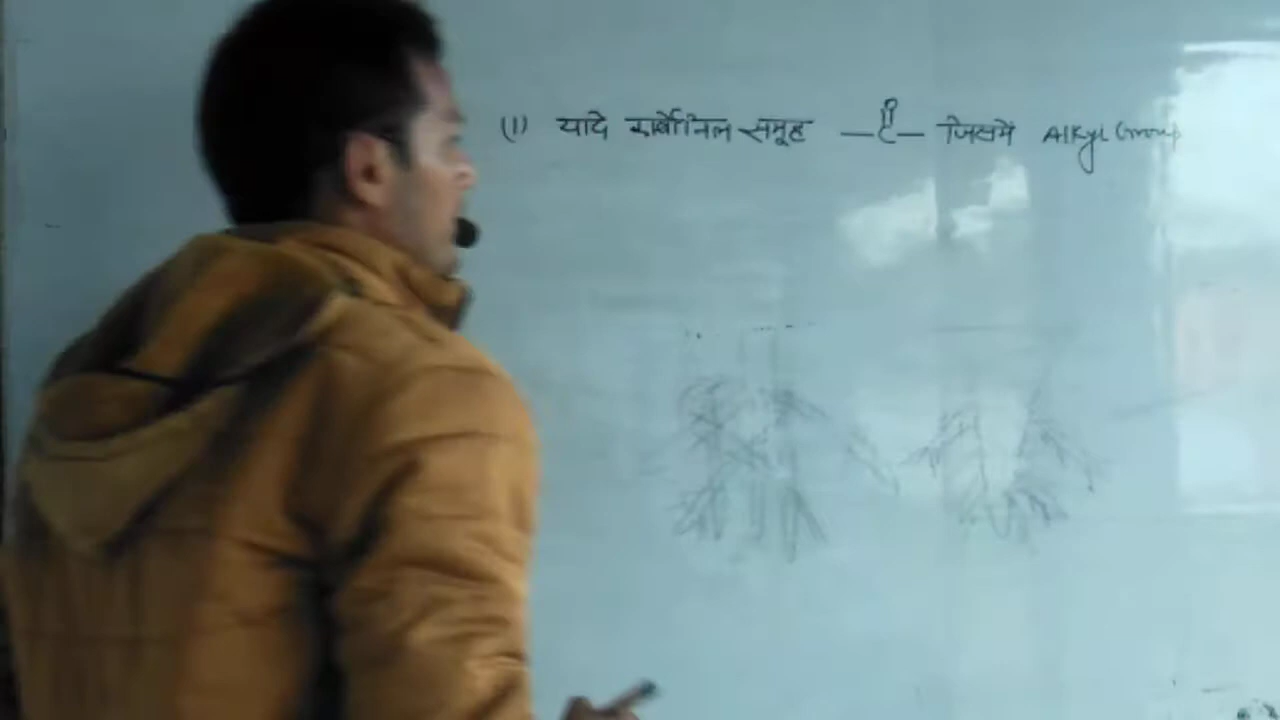 (1) यदि कार्बोनिल समूह -C- जिसमें Alkyl Group